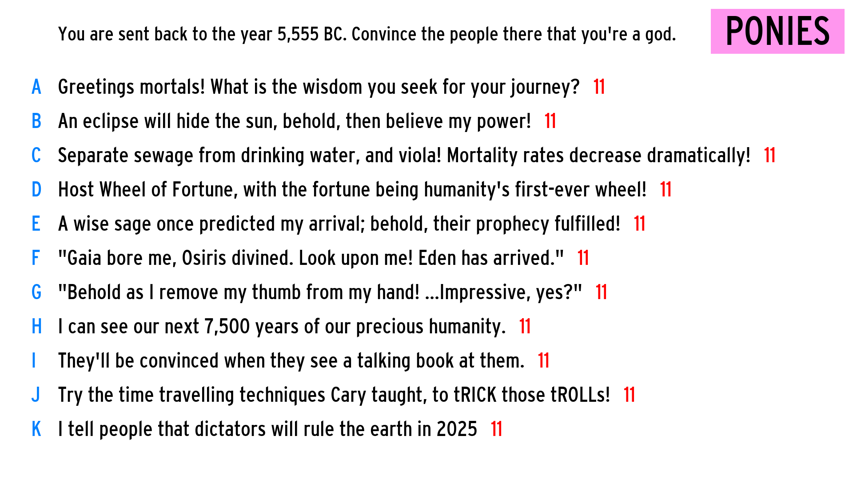 You are sent back to the year 5,555 BC. Convince the people there that you're a god.
PONIES
A Greetings mortals! What is the wisdom you seek for your journey? 11
B An eclipse will hide the sun, behold, then believe my power! 11
C Separate sewage from drinking water, and viola! Mortality rates decrease dramatically! 11
D Host Wheel of Fortune, with the fortune being humanity's first-ever wheel! 11
E A wise sage once predicted my arrival; behold, their prophecy fulfilled! 11
F "Gaia bore me, Osiris divined. Look upon me! Eden has arrived." 11
G "Behold as I remove my thumb from my hand! ...Impressive, yes?" 11
H I can see our next 7,500 years of our precious humanity. 11
I They'll be convinced when they see a talking book at them. 11
J Try the time travelling techniques Cary taught, to tRICK those tROLLs! 11
K I tell people that dictators will rule the earth in 2025 11